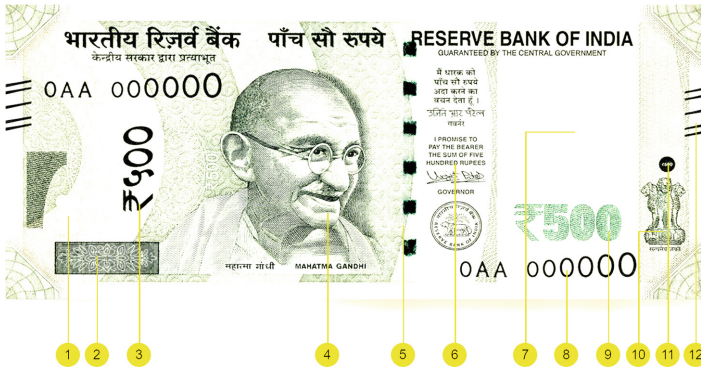 भारतीय रिज़र्व बैंक
केन्द्रीय सरकार द्वारा प्रत्याभूत
पाँच सौ रुपये
RESERVE BANK OF INDIA
GUARANTEED BY THE CENTRAL GOVERNMENT
0AA 000000
मैं धारक को
पाँच सौ रुपये
अदा करने का
वचन देता हूँ ।
गवर्नर
I PROMISE TO
PAY THE BEARER
THE SUM OF FIVE
HUNDRED RUPEES
GOVERNOR
₹५००
₹500
सत्यमेव जयते
0AA 000000
महात्मा गांधी
MAHATMA GANDHI
1 2 3 4 5 6 7 8 9 10 11 12